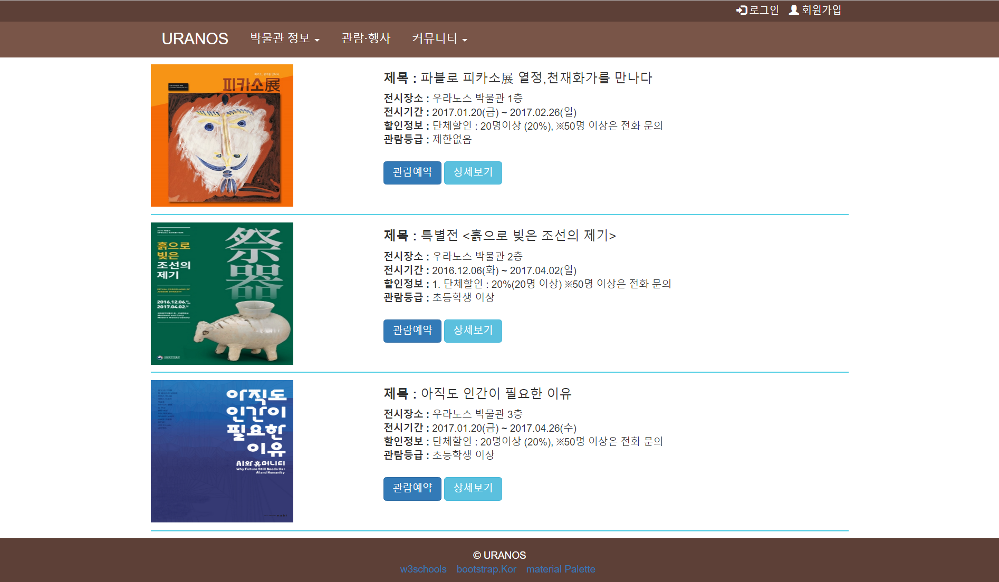 로그인 회원가입
URANOS 박물관 정보 관람·행사 커뮤니티
피카소展
제목 : 파블로 피카소展 열정,천재화가를 만나다
전시장소 : 우라노스 박물관 1층
전시기간 : 2017.01.20(금) ~ 2017.02.26(일)
할인정보 : 단체할인 : 20명이상 (20%), ※50명 이상은 전화 문의
관람등급 : 제한없음
관람예약 상세보기
SPECIAL EXHIBITION
흙으로
빚은
조선의
제기
祭器
RITUAL PORCELAINS OF
JOSEON DYNASTY
2016.12.06.
2017.04.02.
Medieval and Early
Modern History Gallery
제목 : 특별전 <흙으로 빚은 조선의 제기>
전시장소 : 우라노스 박물관 2층
전시기간 : 2016.12.06(화) ~ 2017.04.02(일)
할인정보 : 1. 단체할인 : 20%(20명 이상) ※50명 이상은 전화 문의
관람등급 : 초등학생 이상
관람예약 상세보기
아직도
인간이
필요한
이유
AI와 휴머니티
Why Future Still Needs Us :
AI and Humanity
제목 : 아직도 인간이 필요한 이유
전시장소 : 우라노스 박물관 3층
전시기간 : 2017.01.20(금) ~ 2017.04.26(수)
할인정보 : 단체할인 : 20명이상 (20%), ※50명 이상은 전화 문의
관람등급 : 초등학생 이상
관람예약 상세보기
© URANOS
w3schools bootstrap.Kor material Palette